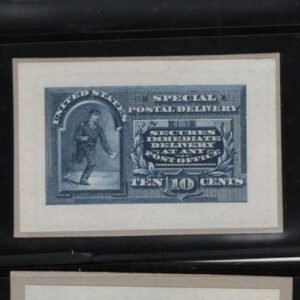 UNITED STATES
SPECIAL
POSTAL DELIVERY
SECURES
IMMEDIATE
DELIVERY
AT ANY
POST OFFICE
TEN 10 CENTS